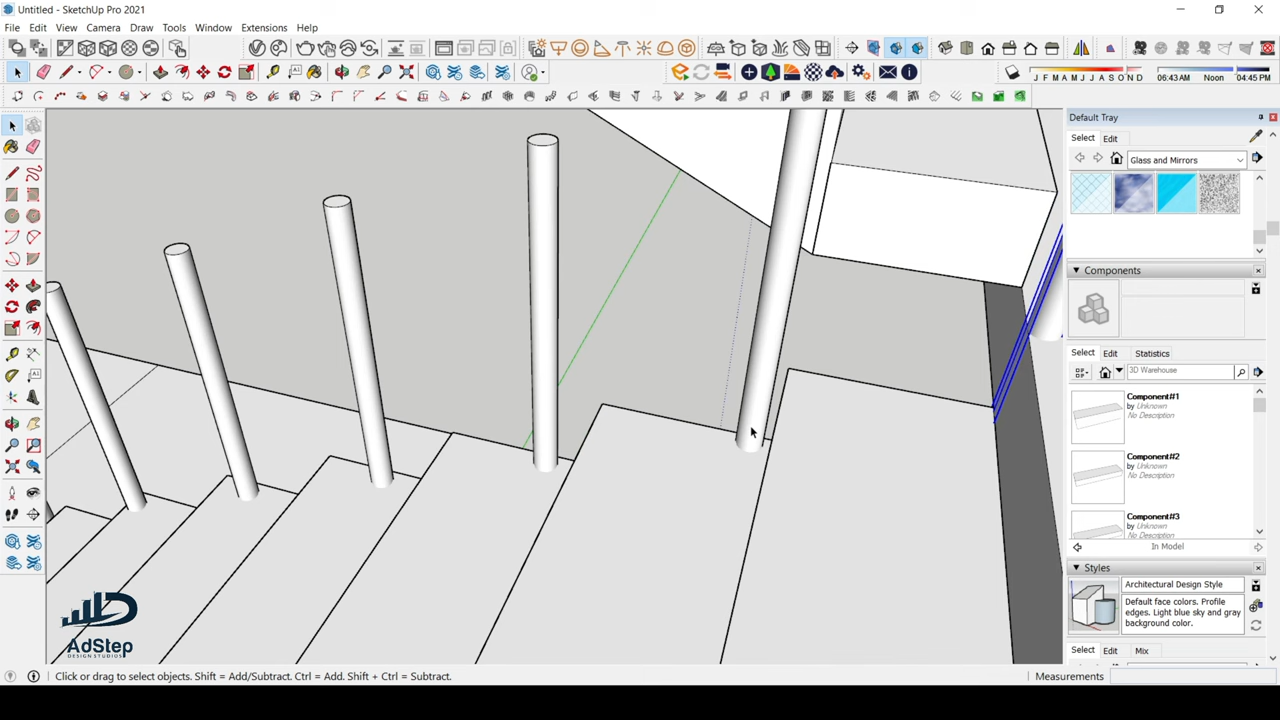 Untitled - SketchUp Pro 2021
File Edit View Camera Draw Tools Window Extensions Help
J F M A M J J A S O N D
06:43 AM Noon 04:45 PM
Default Tray
Select Edit
Glass and Mirrors
Components
Select Edit Statistics
3D Warehouse
Component#1
by Unknown
No Description
Component#2
by Unknown
No Description
Component#3
by Unknown
No Description
In Model
Styles
Architectural Design Style
Default face colors. Profile
edges. Light blue sky and gray
background color.
Select Edit Mix
AdStep
DESIGN STUDIOS
Click or drag to select objects. Shift = Add/Subtract. Ctrl = Add. Shift + Ctrl = Subtract.
Measurements